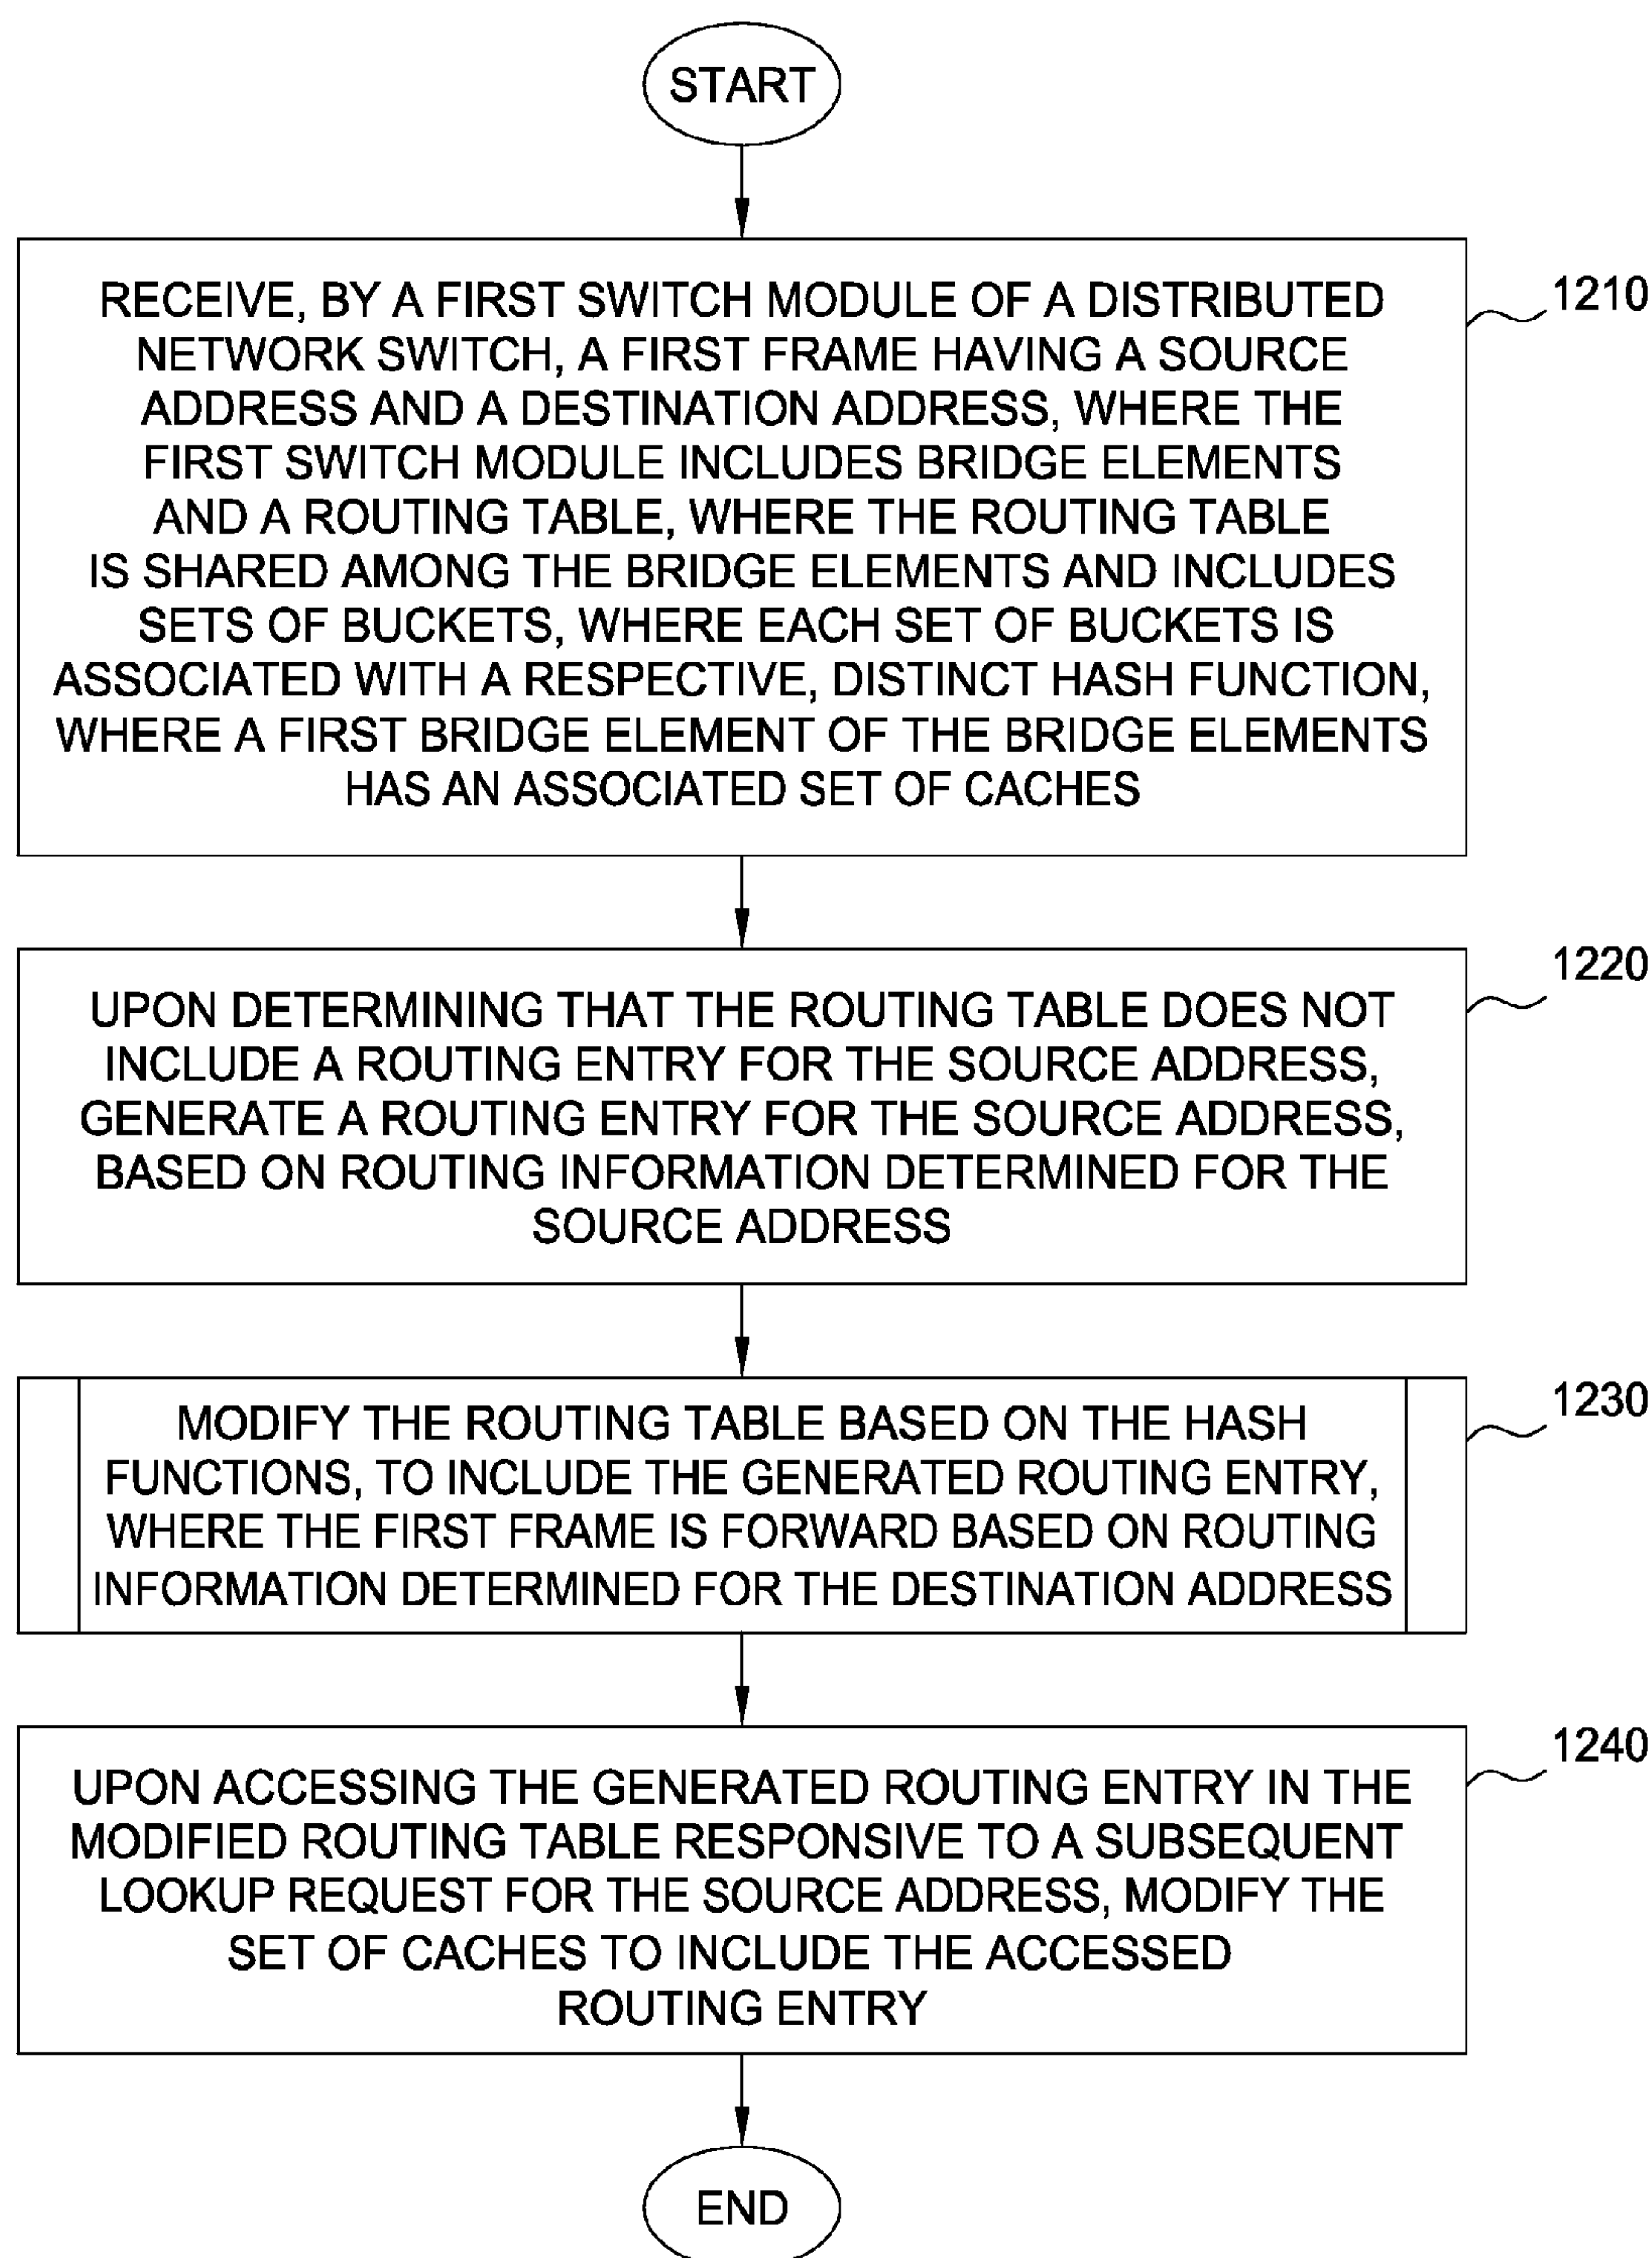 START
RECEIVE, BY A FIRST SWITCH MODULE OF A DISTRIBUTED
NETWORK SWITCH, A FIRST FRAME HAVING A SOURCE
ADDRESS AND A DESTINATION ADDRESS, WHERE THE
FIRST SWITCH MODULE INCLUDES BRIDGE ELEMENTS
AND A ROUTING TABLE, WHERE THE ROUTING TABLE
IS SHARED AMONG THE BRIDGE ELEMENTS AND INCLUDES
SETS OF BUCKETS, WHERE EACH SET OF BUCKETS IS
ASSOCIATED WITH A RESPECTIVE, DISTINCT HASH FUNCTION,
WHERE A FIRST BRIDGE ELEMENT OF THE BRIDGE ELEMENTS
HAS AN ASSOCIATED SET OF CACHES
1210
UPON DETERMINING THAT THE ROUTING TABLE DOES NOT
INCLUDE A ROUTING ENTRY FOR THE SOURCE ADDRESS,
GENERATE A ROUTING ENTRY FOR THE SOURCE ADDRESS,
BASED ON ROUTING INFORMATION DETERMINED FOR THE
SOURCE ADDRESS
1220
MODIFY THE ROUTING TABLE BASED ON THE HASH
FUNCTIONS, TO INCLUDE THE GENERATED ROUTING ENTRY,
WHERE THE FIRST FRAME IS FORWARD BASED ON ROUTING
INFORMATION DETERMINED FOR THE DESTINATION ADDRESS
1230
UPON ACCESSING THE GENERATED ROUTING ENTRY IN THE
MODIFIED ROUTING TABLE RESPONSIVE TO A SUBSEQUENT
LOOKUP REQUEST FOR THE SOURCE ADDRESS, MODIFY THE
SET OF CACHES TO INCLUDE THE ACCESSED
ROUTING ENTRY
1240
END